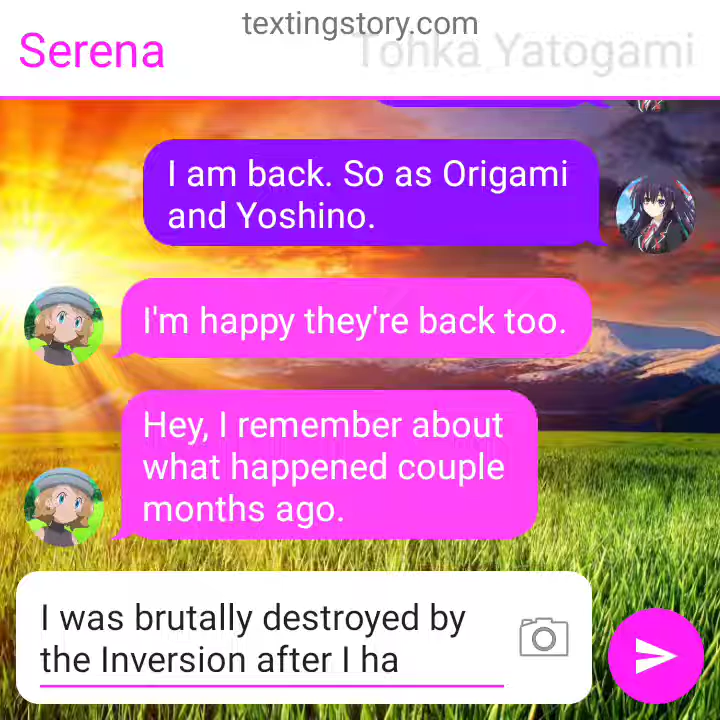 textingstory.com
Serena
Tohka Yatogami
I am back. So as Origami
and Yoshino.
I'm happy they're back too.
Hey, I remember about
what happened couple
months ago.
I was brutally destroyed by
the Inversion after I ha